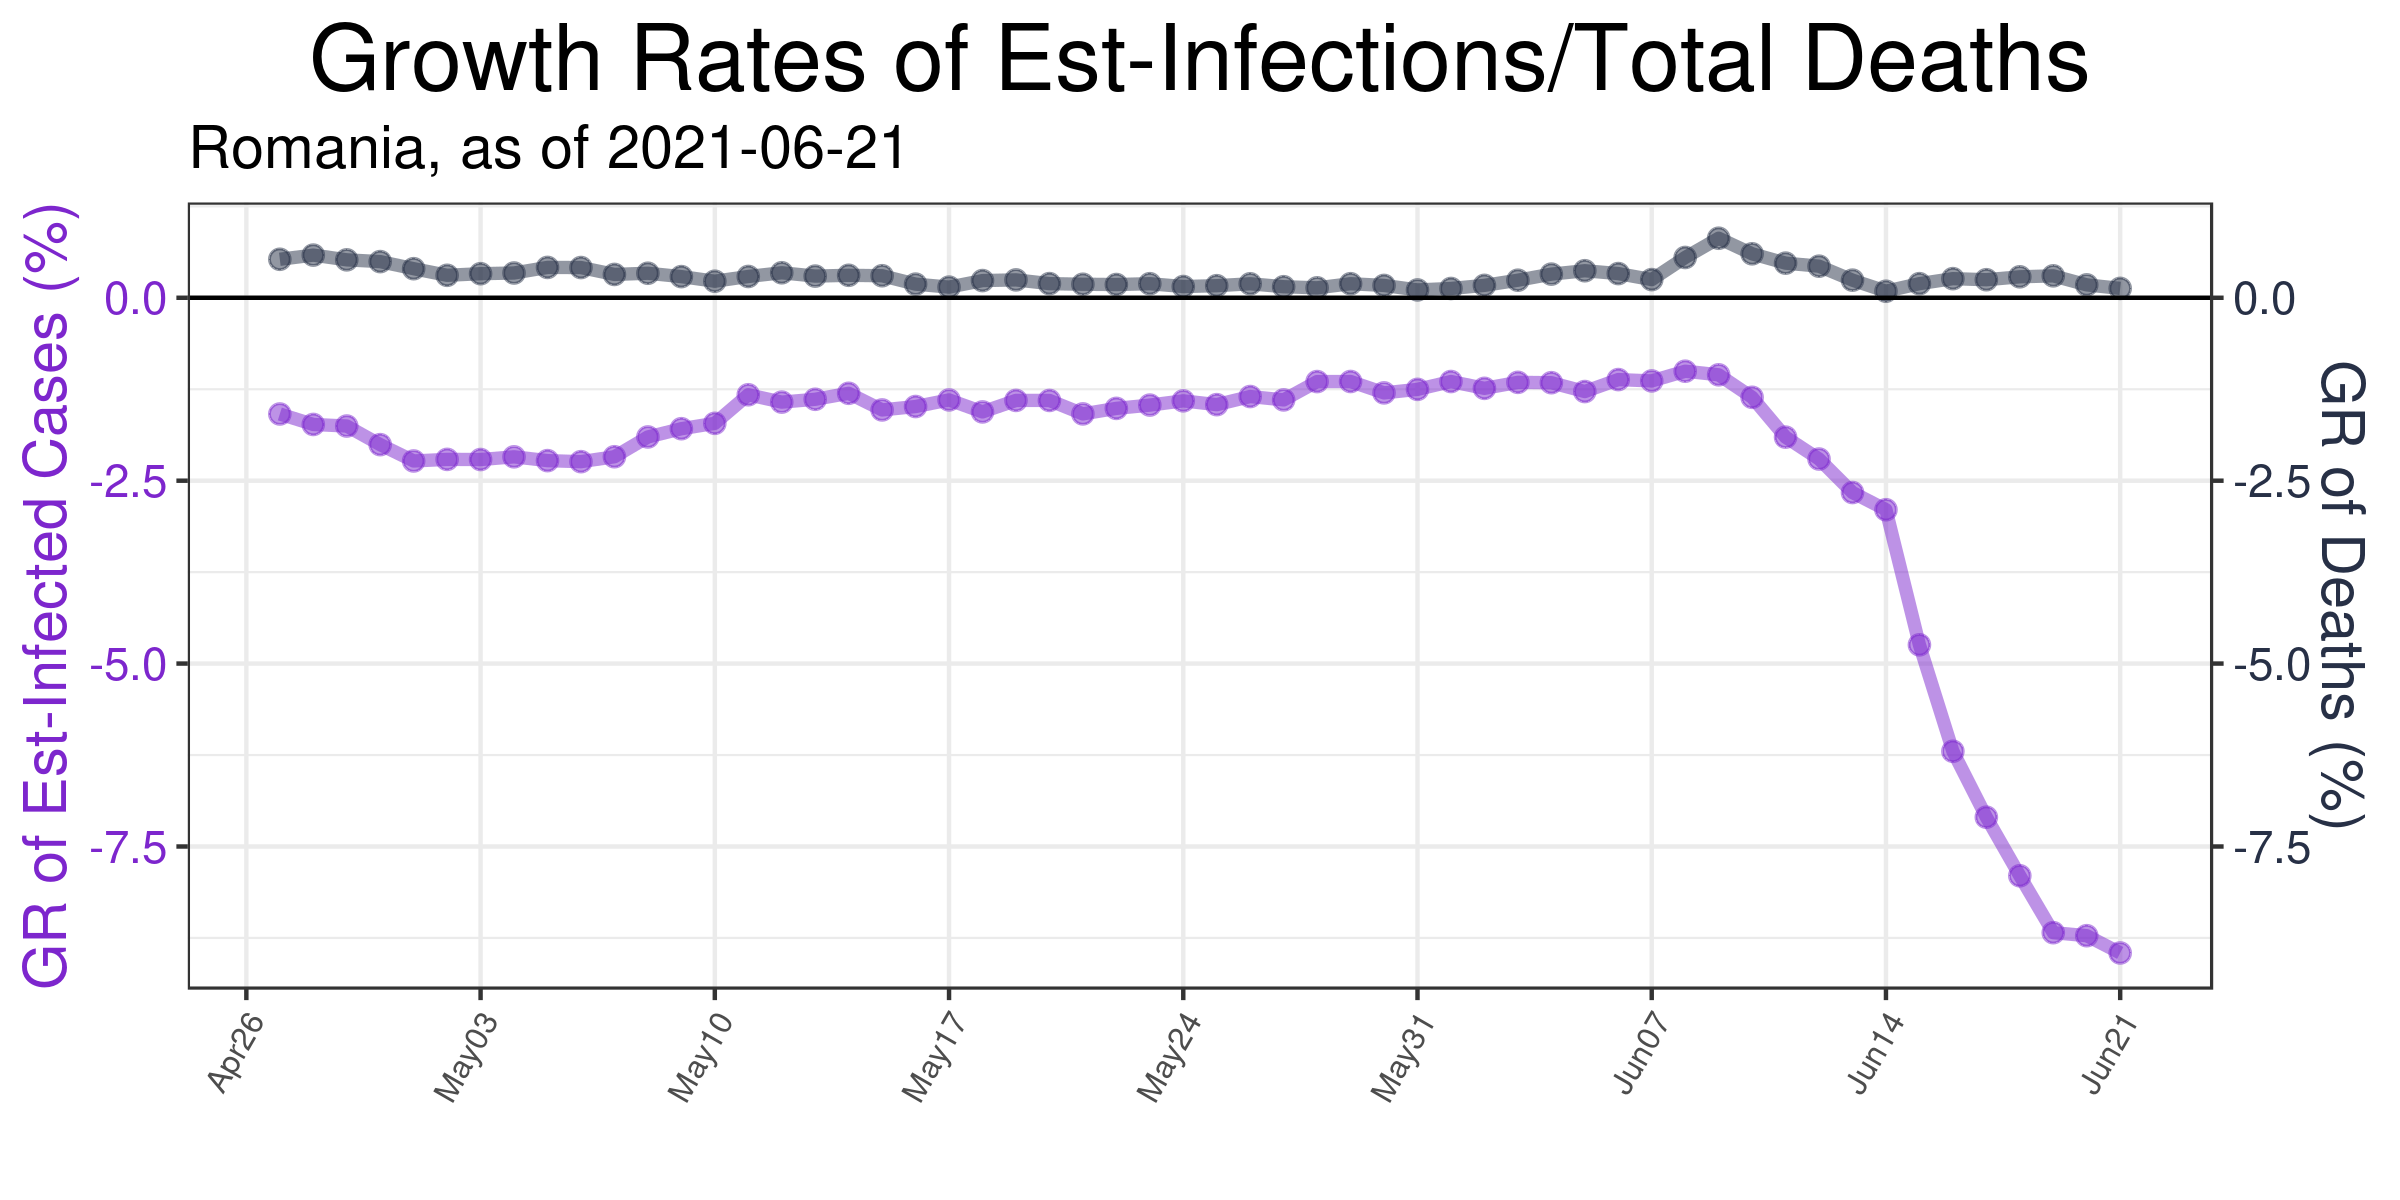 Growth Rates of Est-Infections/Total Deaths
Romania, as of 2021-06-21
GR of Est-Infected Cases (%)
0.0
-2.5
-5.0
-7.5
0.0
-2.5
-5.0
-7.5
GR of Deaths (%)
Apr26
May03
May10
May17
May24
May31
Jun07
Jun14
Jun21